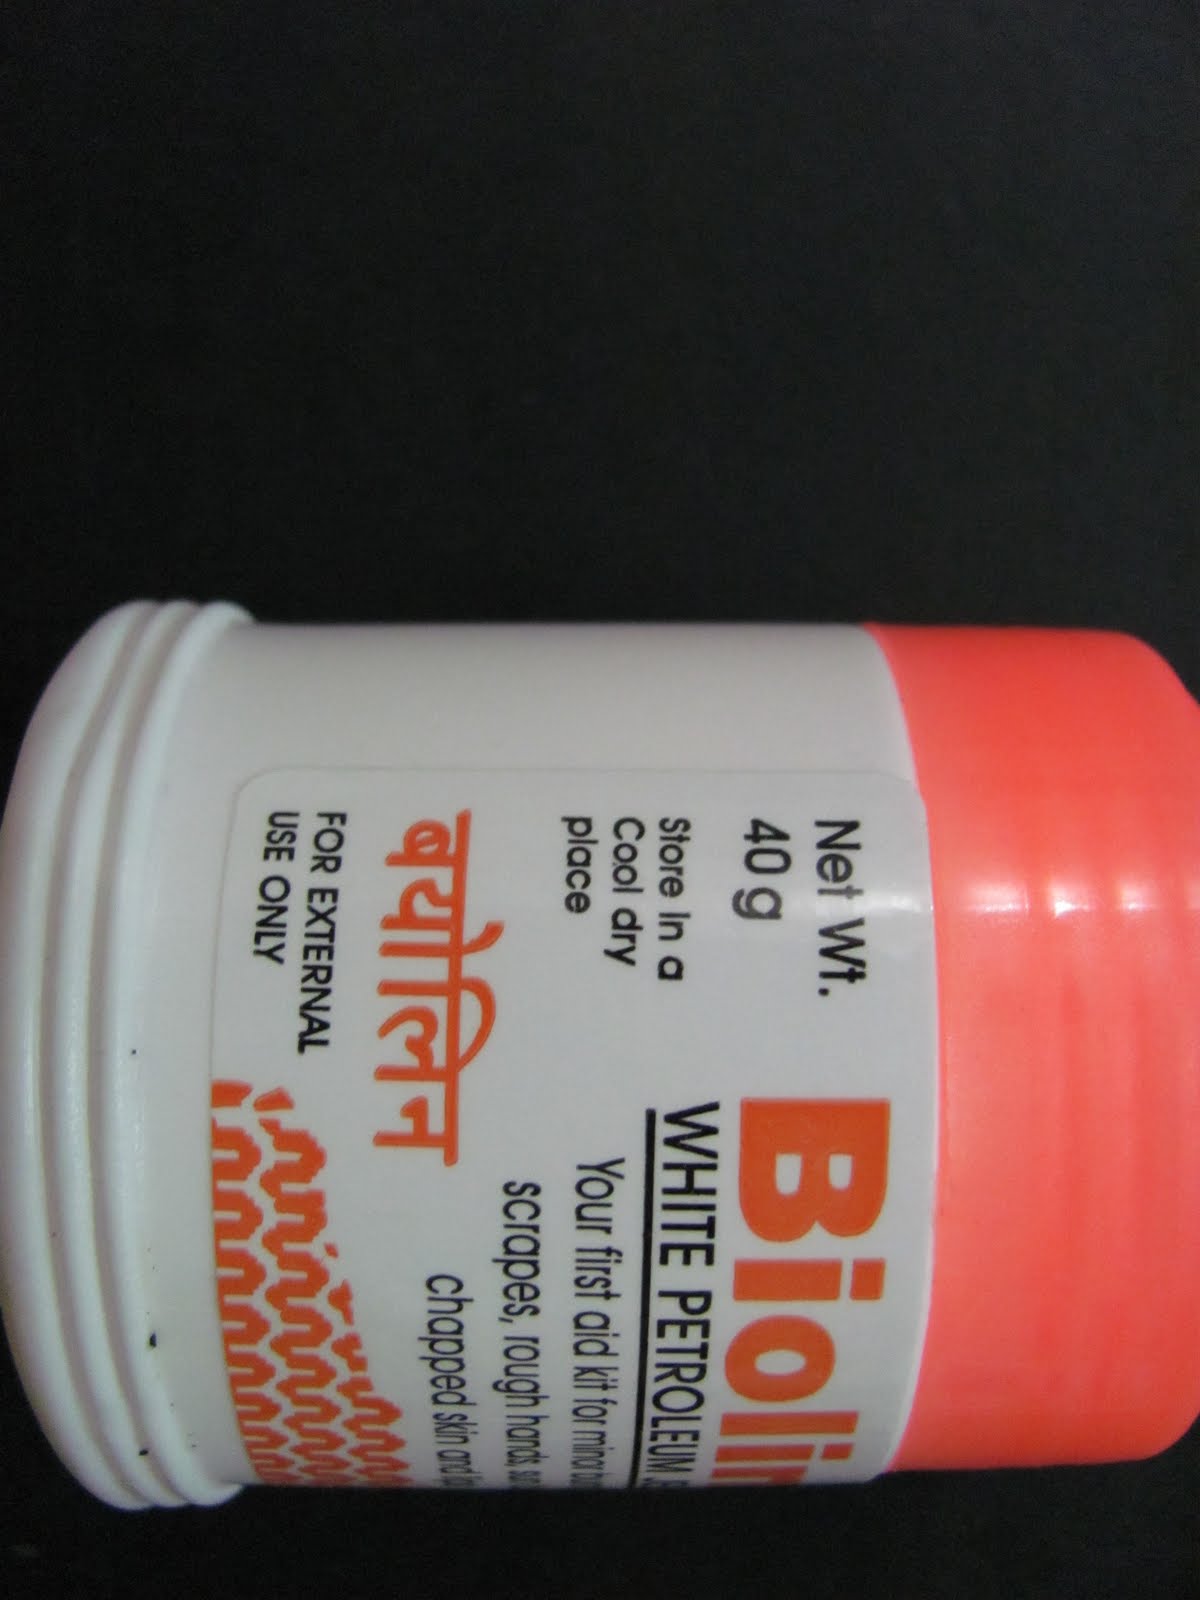 Net Wt.
40 g
Store In a
Cool dry
place
बयोलिन
FOR EXTERNAL
USE ONLY
Biolin
WHITE PETROLEUM
Your first aid kit for minor
scrapes, rough hands,
chapped skin and